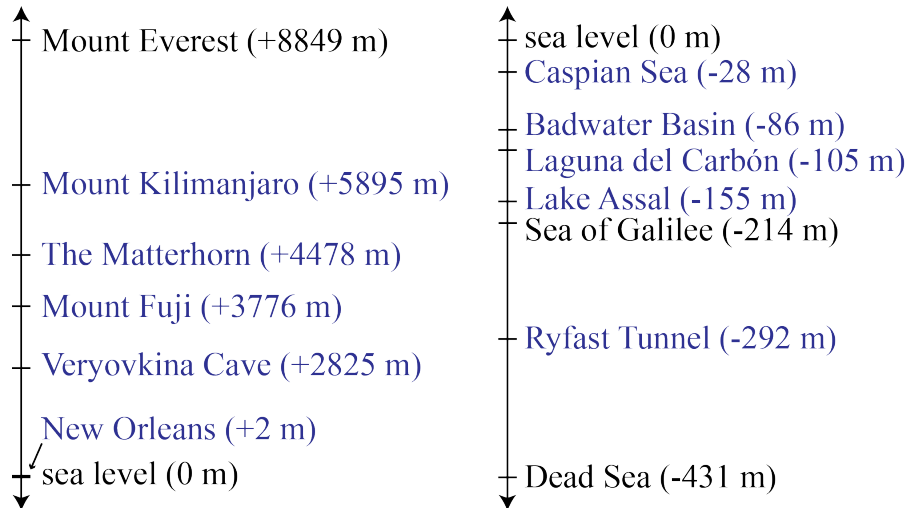 Mount Everest (+8849 m)
Mount Kilimanjaro (+5895 m)
The Matterhorn (+4478 m)
Mount Fuji (+3776 m)
Veryovkina Cave (+2825 m)
New Orleans (+2 m)
sea level (0 m)
sea level (0 m)
Caspian Sea (-28 m)
Badwater Basin (-86 m)
Laguna del Carbón (-105 m)
Lake Assal (-155 m)
Sea of Galilee (-214 m)
Ryfast Tunnel (-292 m)
Dead Sea (-431 m)